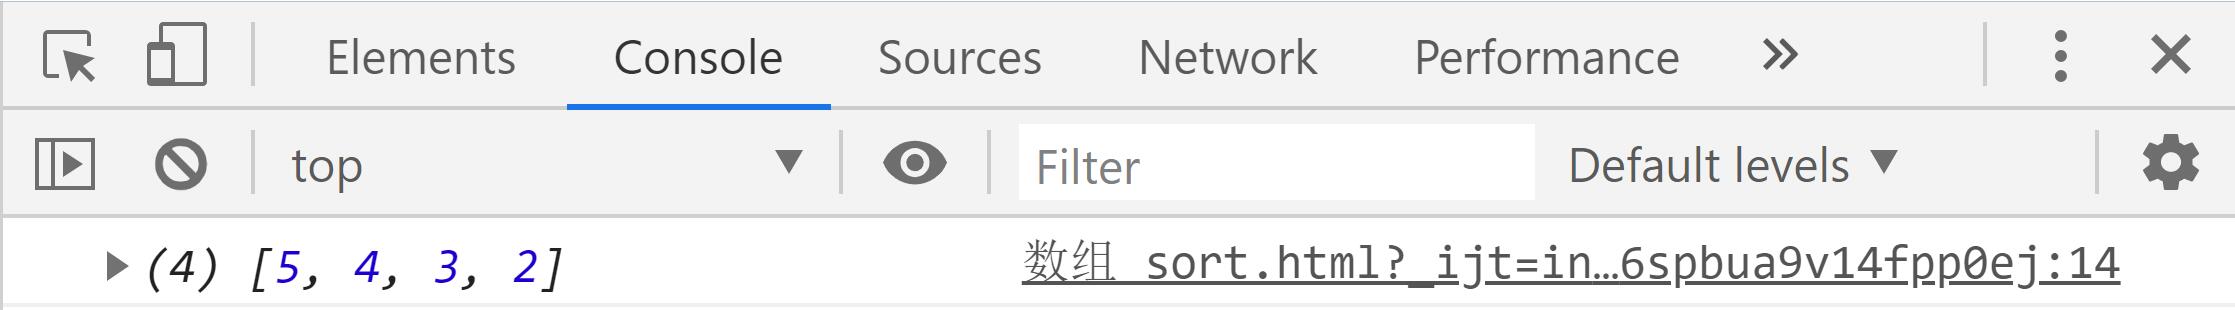 Elements Console Sources Network Performance
top Filter Default levels
(4) [5, 4, 3, 2] 数组 sort.html?_ijt=in…6spbua9v14fpp0ej:14